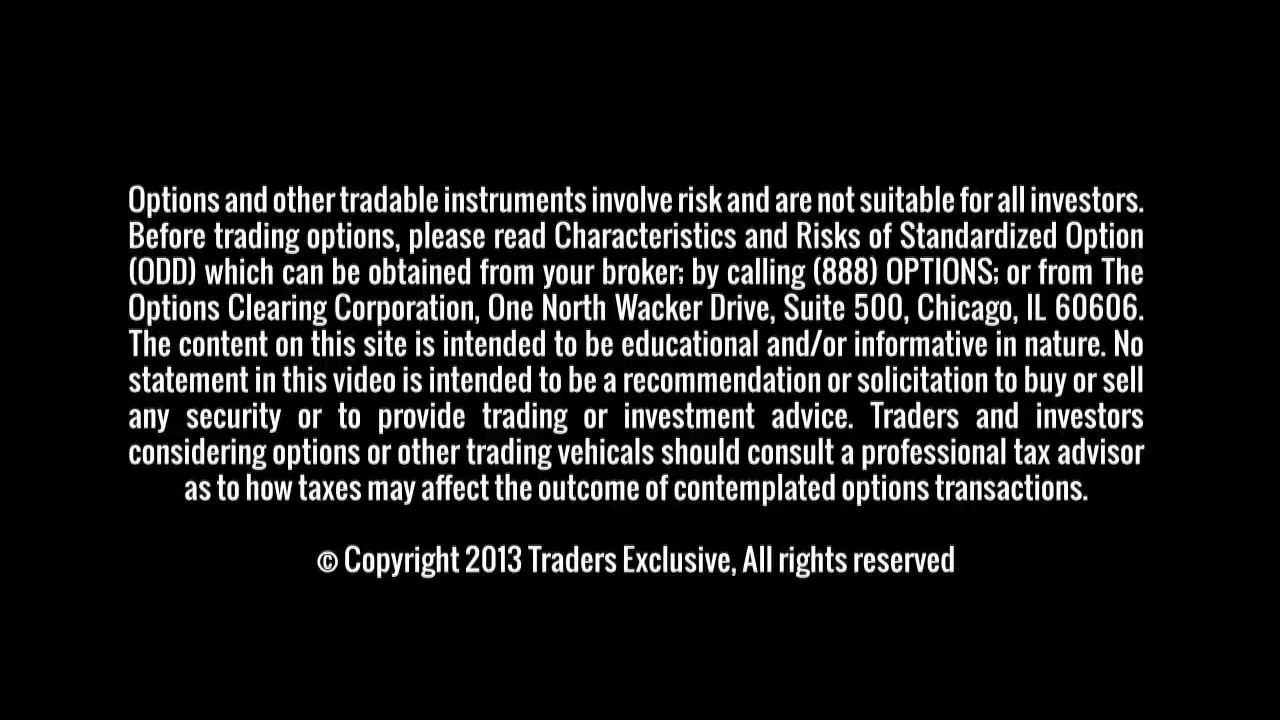 Options and other tradable instruments involve risk and are not suitable for all investors.
Before trading options, please read Characteristics and Risks of Standardized Option
(ODD) which can be obtained from your broker; by calling (888) OPTIONS; or from The
Options Clearing Corporation, One North Wacker Drive, Suite 500, Chicago, IL 60606.
The content on this site is intended to be educational and/or informative in nature. No
statement in this video is intended to be a recommendation or solicitation to buy or sell
any security or to provide trading or investment advice. Traders and investors
considering options or other trading vehicals should consult a professional tax advisor
as to how taxes may affect the outcome of contemplated options transactions.
© Copyright 2013 Traders Exclusive, All rights reserved